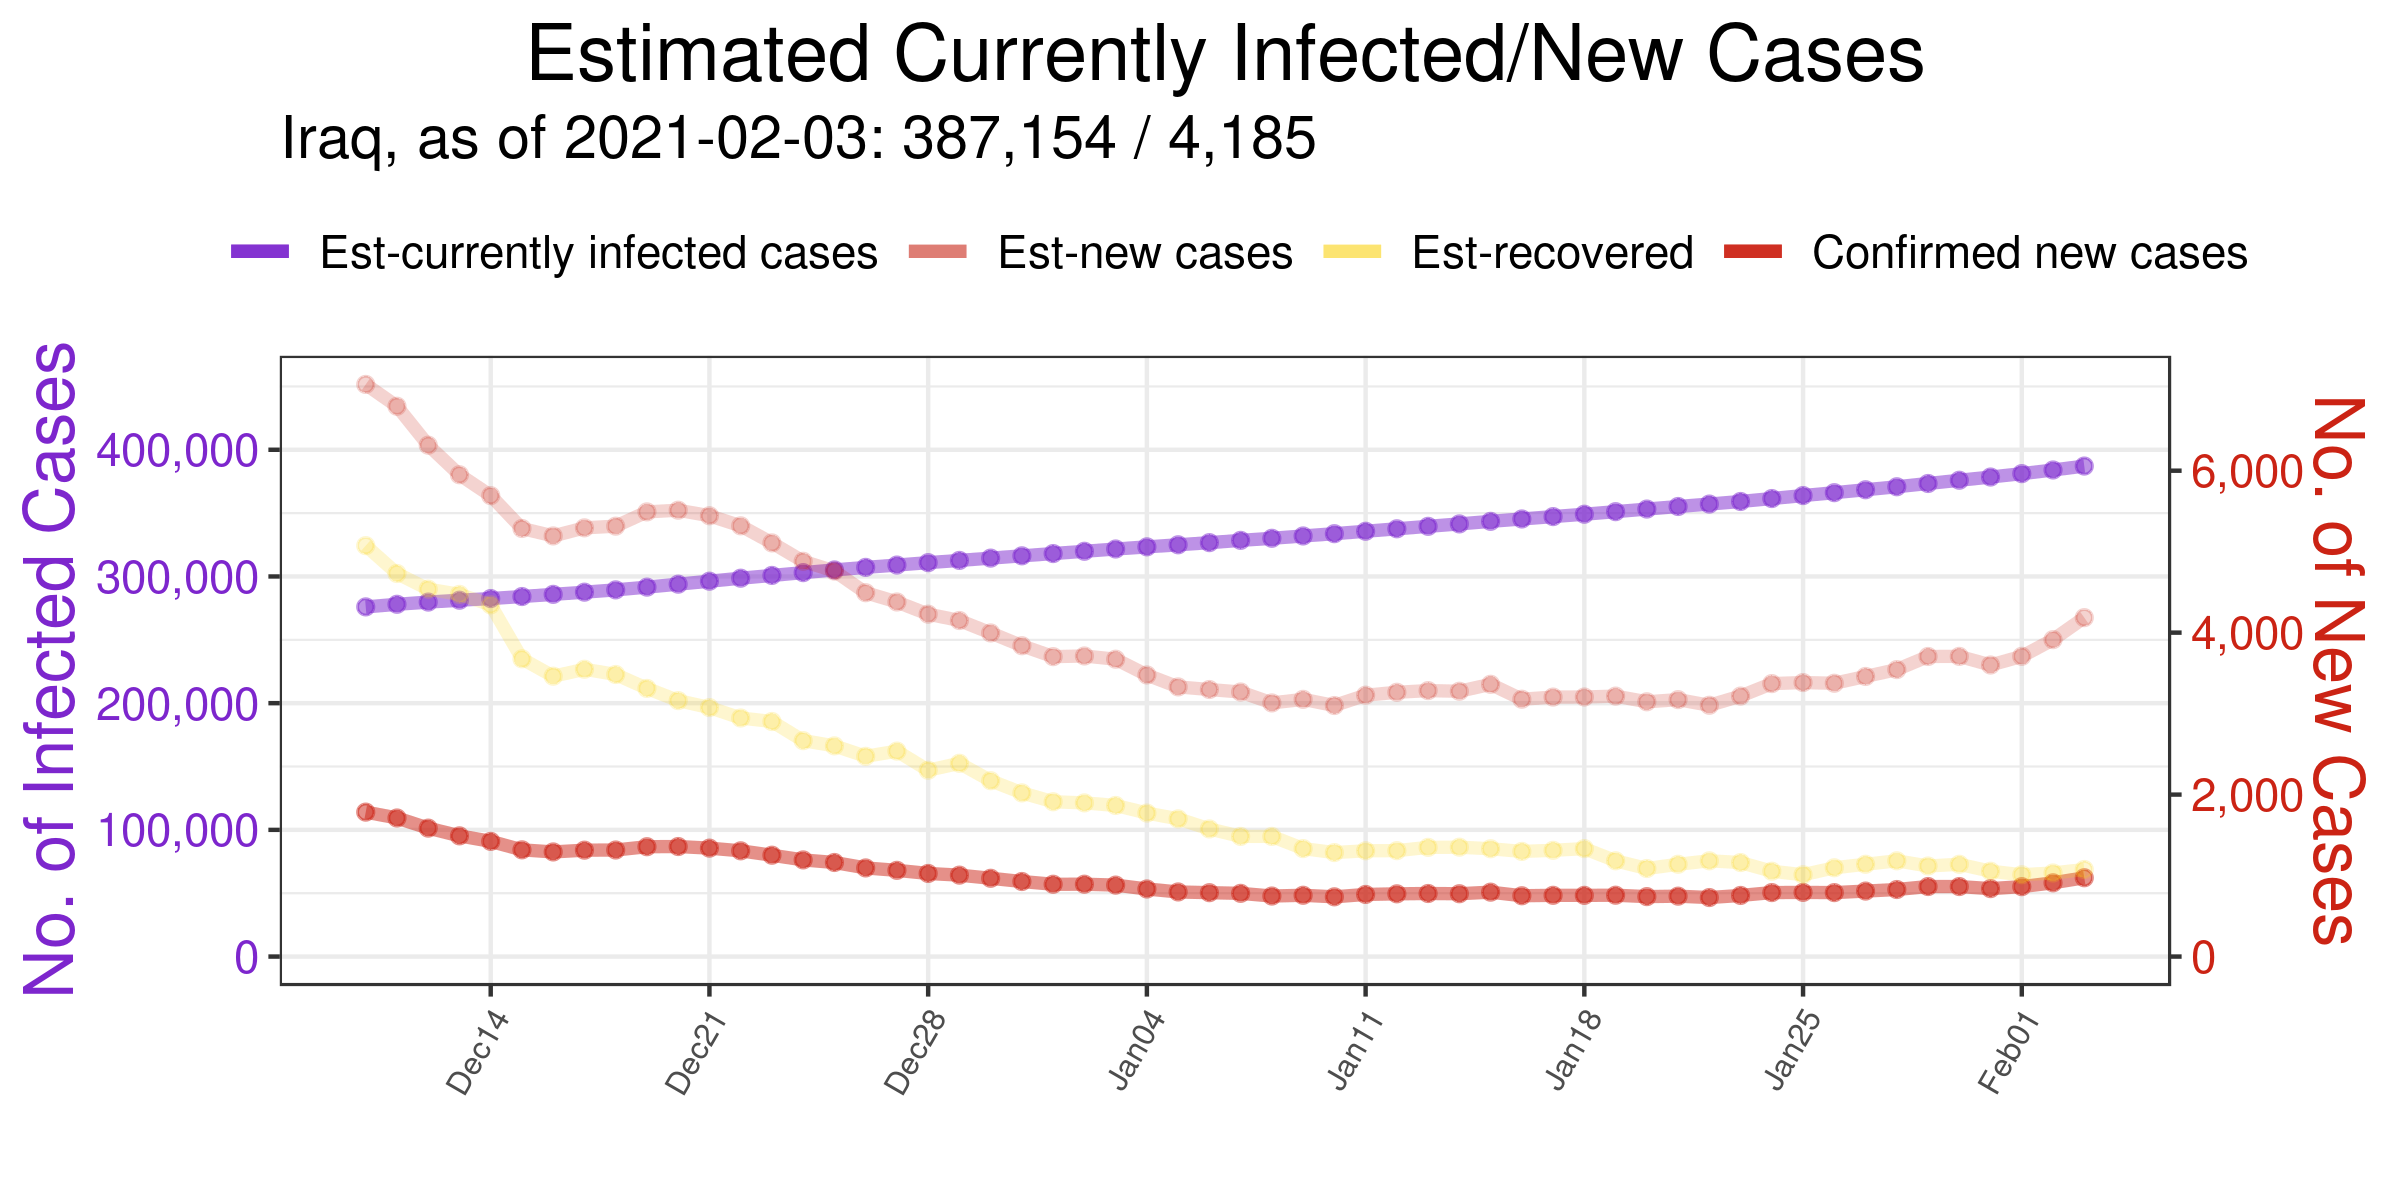 Estimated Currently Infected/New Cases
Iraq, as of 2021-02-03: 387,154 / 4,185
Est-currently infected cases Est-new cases Est-recovered Confirmed new cases
No. of Infected Cases
400,000
300,000
200,000
100,000
0
6,000
4,000
2,000
0
No. of New Cases
Dec14 Dec21 Dec28 Jan04 Jan11 Jan18 Jan25 Feb01